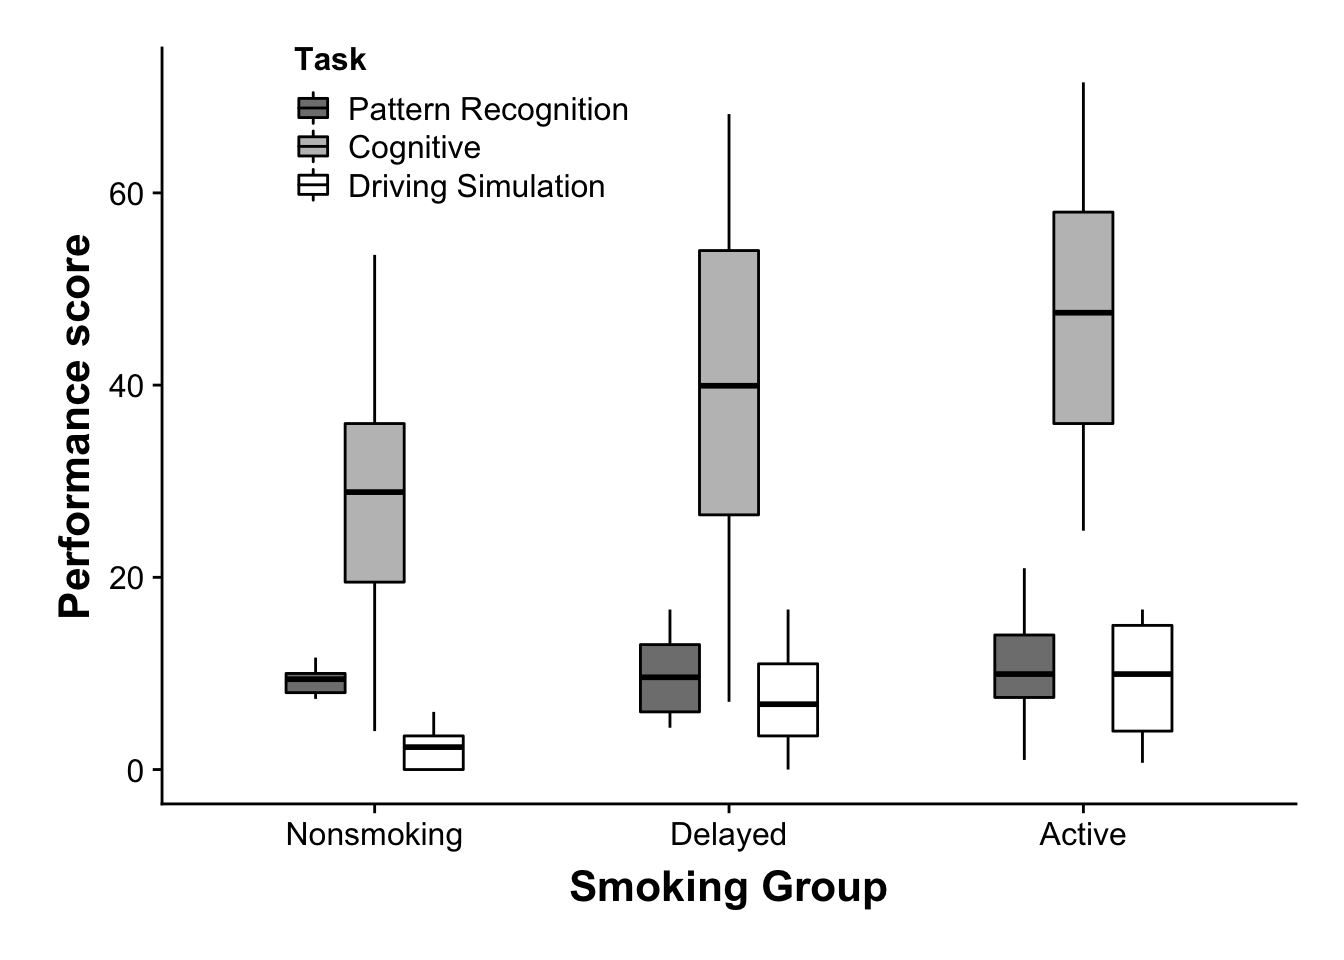 Task
Pattern Recognition
Cognitive
Driving Simulation
Performance score
60
40
20
0
Nonsmoking Delayed Active
Smoking Group